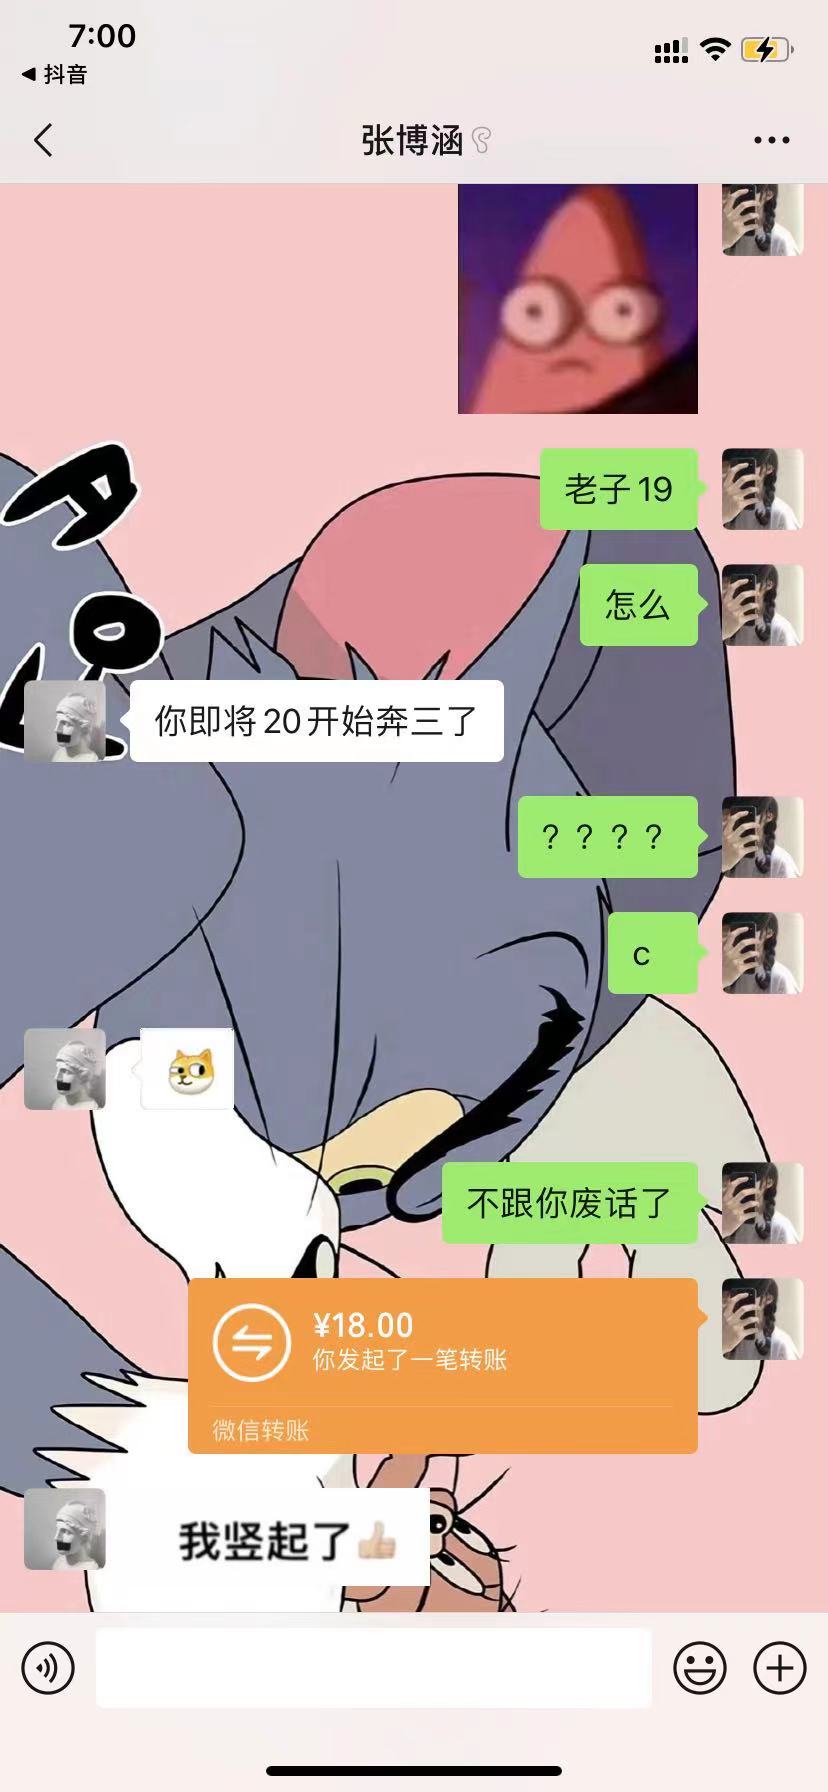 7:00
◀ 抖音
张博涵
老子19
怎么
你即将20开始奔三了
？？？？
c
不跟你废话了
¥18.00
你发起了一笔转账
微信转账
我竖起了👍🏻